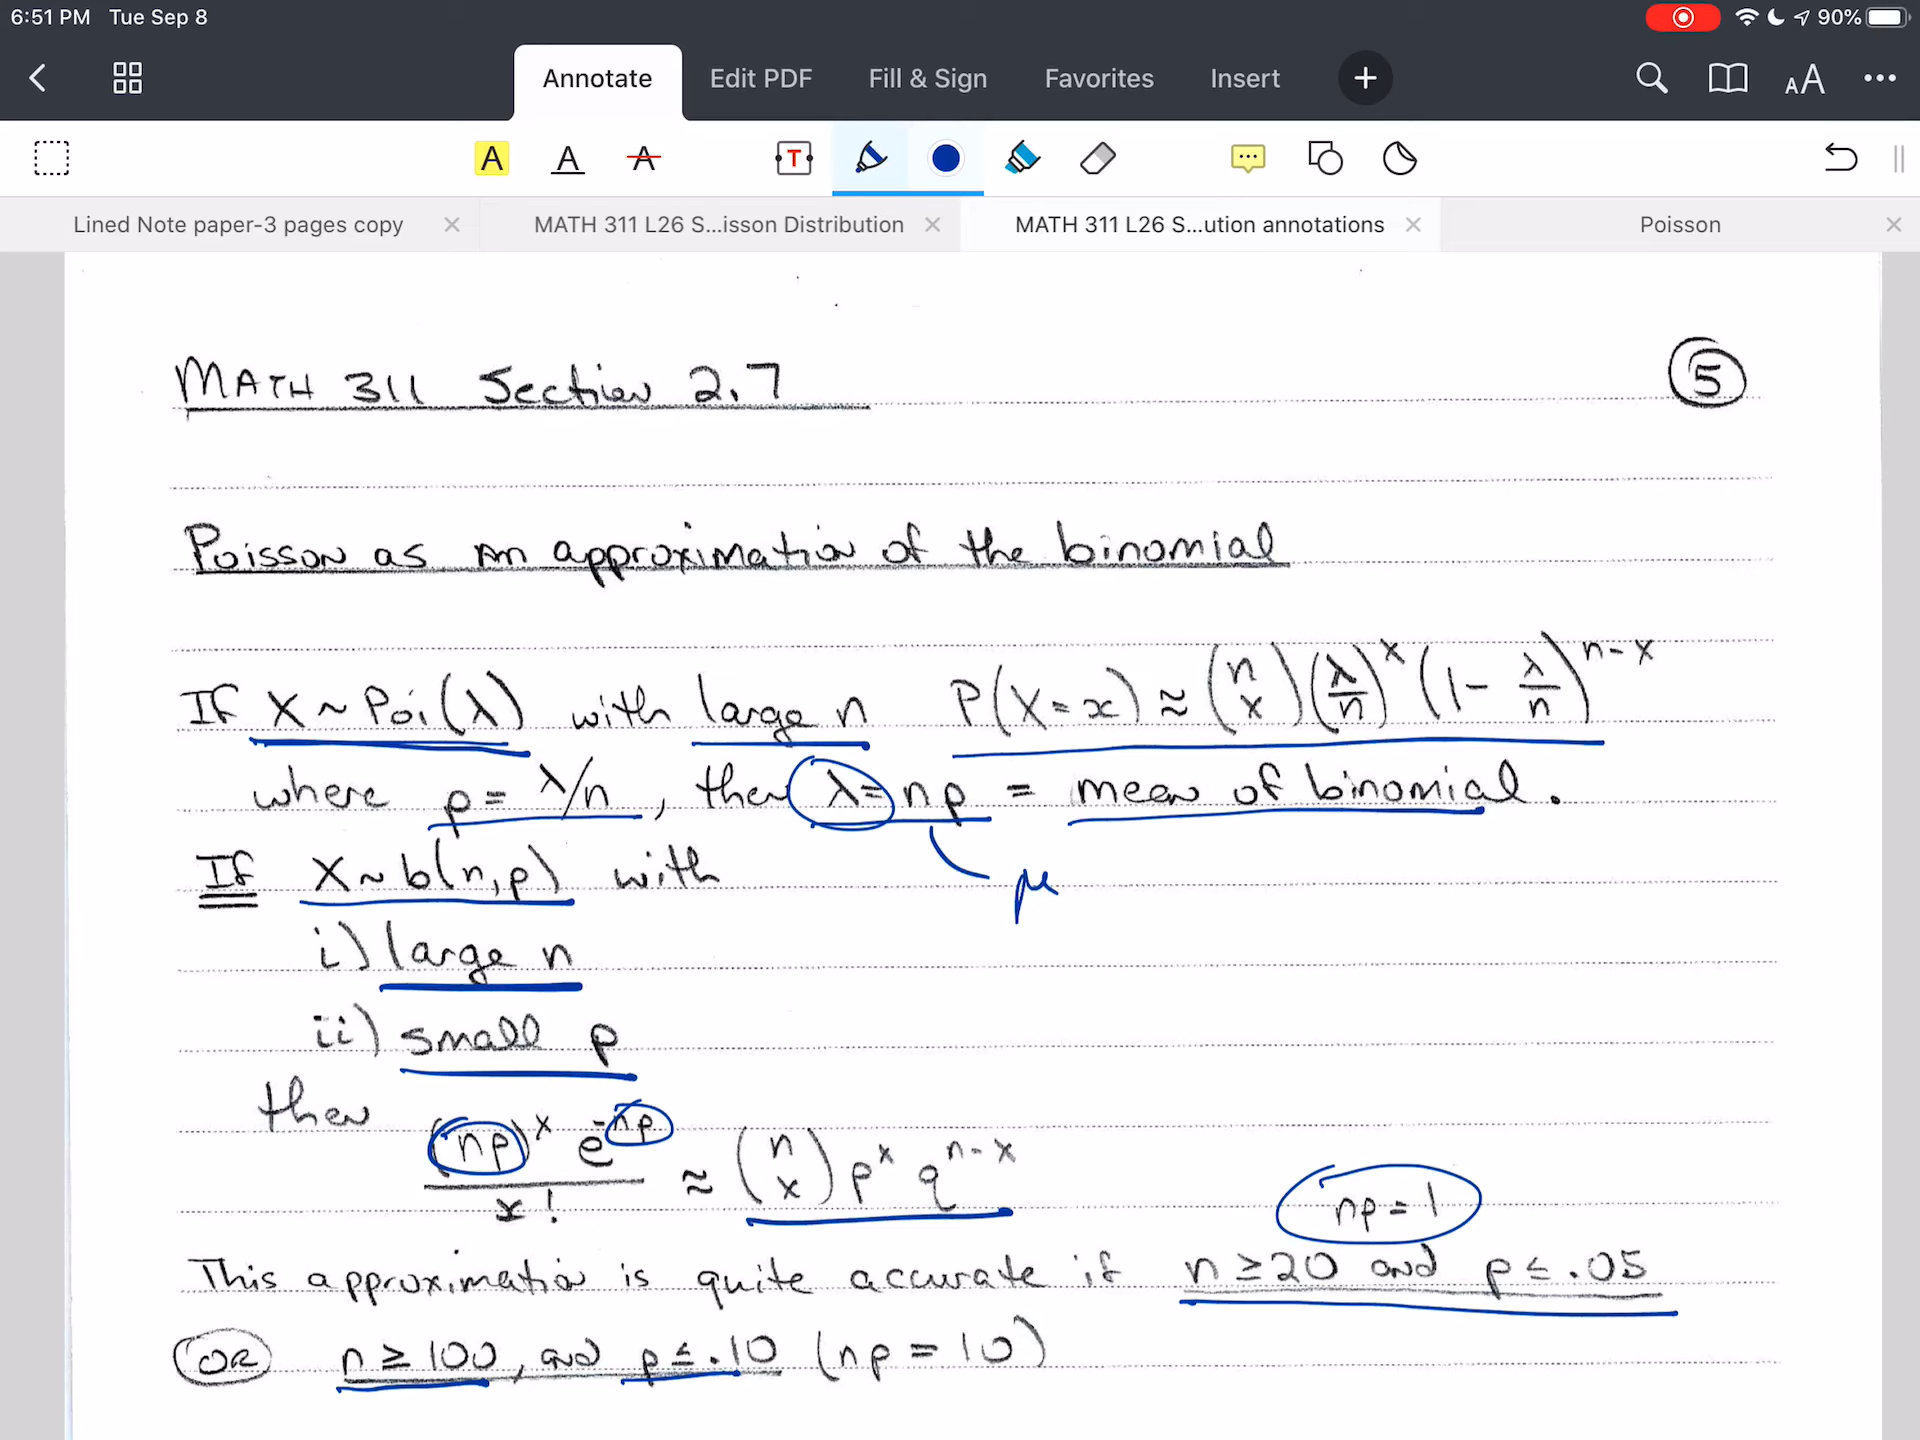 6:51 PM Tue Sep 8 90%
Annotate Edit PDF Fill & Sign Favorites Insert + AA
A A A T
Lined Note paper-3 pages copy MATH 311 L26 S...isson Distribution MATH 311 L26 S...ution annotations Poisson
MATH 311 Section 2.7 5
Poisson as an approximation of the binomial
If X ~ Poi(λ) with large n P(X = x) ≈ (n x) (λ/n)^x (1 - λ/n)^(n-x)
where p = λ/n, then λ = np = mean of binomial.
μ
If X ~ b(n,p) with
i) large n
ii) small p
then
(np)^x e^(-np) / x! ≈ (n x) p^x q^(n-x)
np = 1
This approximation is quite accurate if n ≥ 20 and p ≤ .05
OR n ≥ 100, and p ≤ .10 (np = 10)